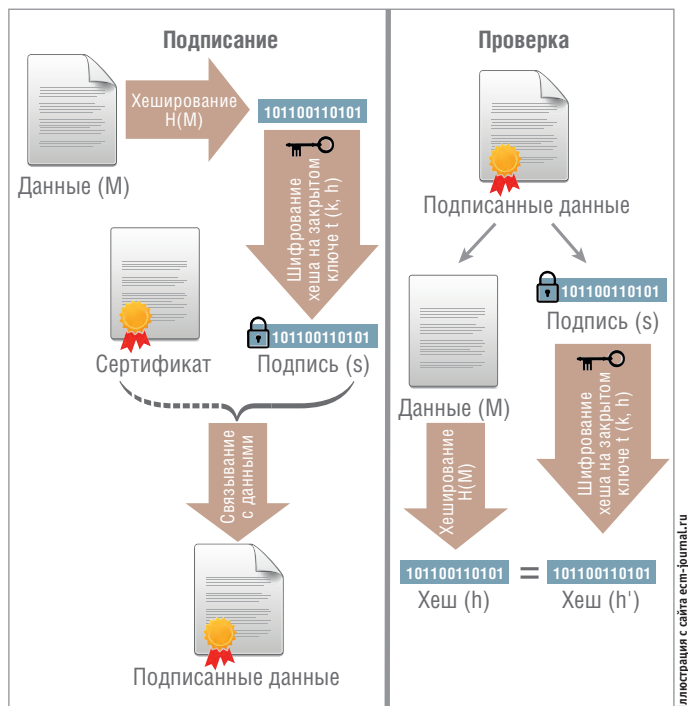 Подписание
Хеширование
H(M)
101100110101
Данные (M)
Шифрование
хеша на закрытом
ключе t (k, h)
Сертификат
101100110101
Подпись (s)
Связывание
с данными
Подписанные данные
Проверка
Подписанные данные
101100110101
Подпись (s)
Данные (M)
Хеширование
H(M)
Шифрование
хеша на закрытом
ключе t (k, h)
101100110101 = 101100110101
Хеш (h)
Хеш (h')
ллюстрация с сайта ecm-journal.ru